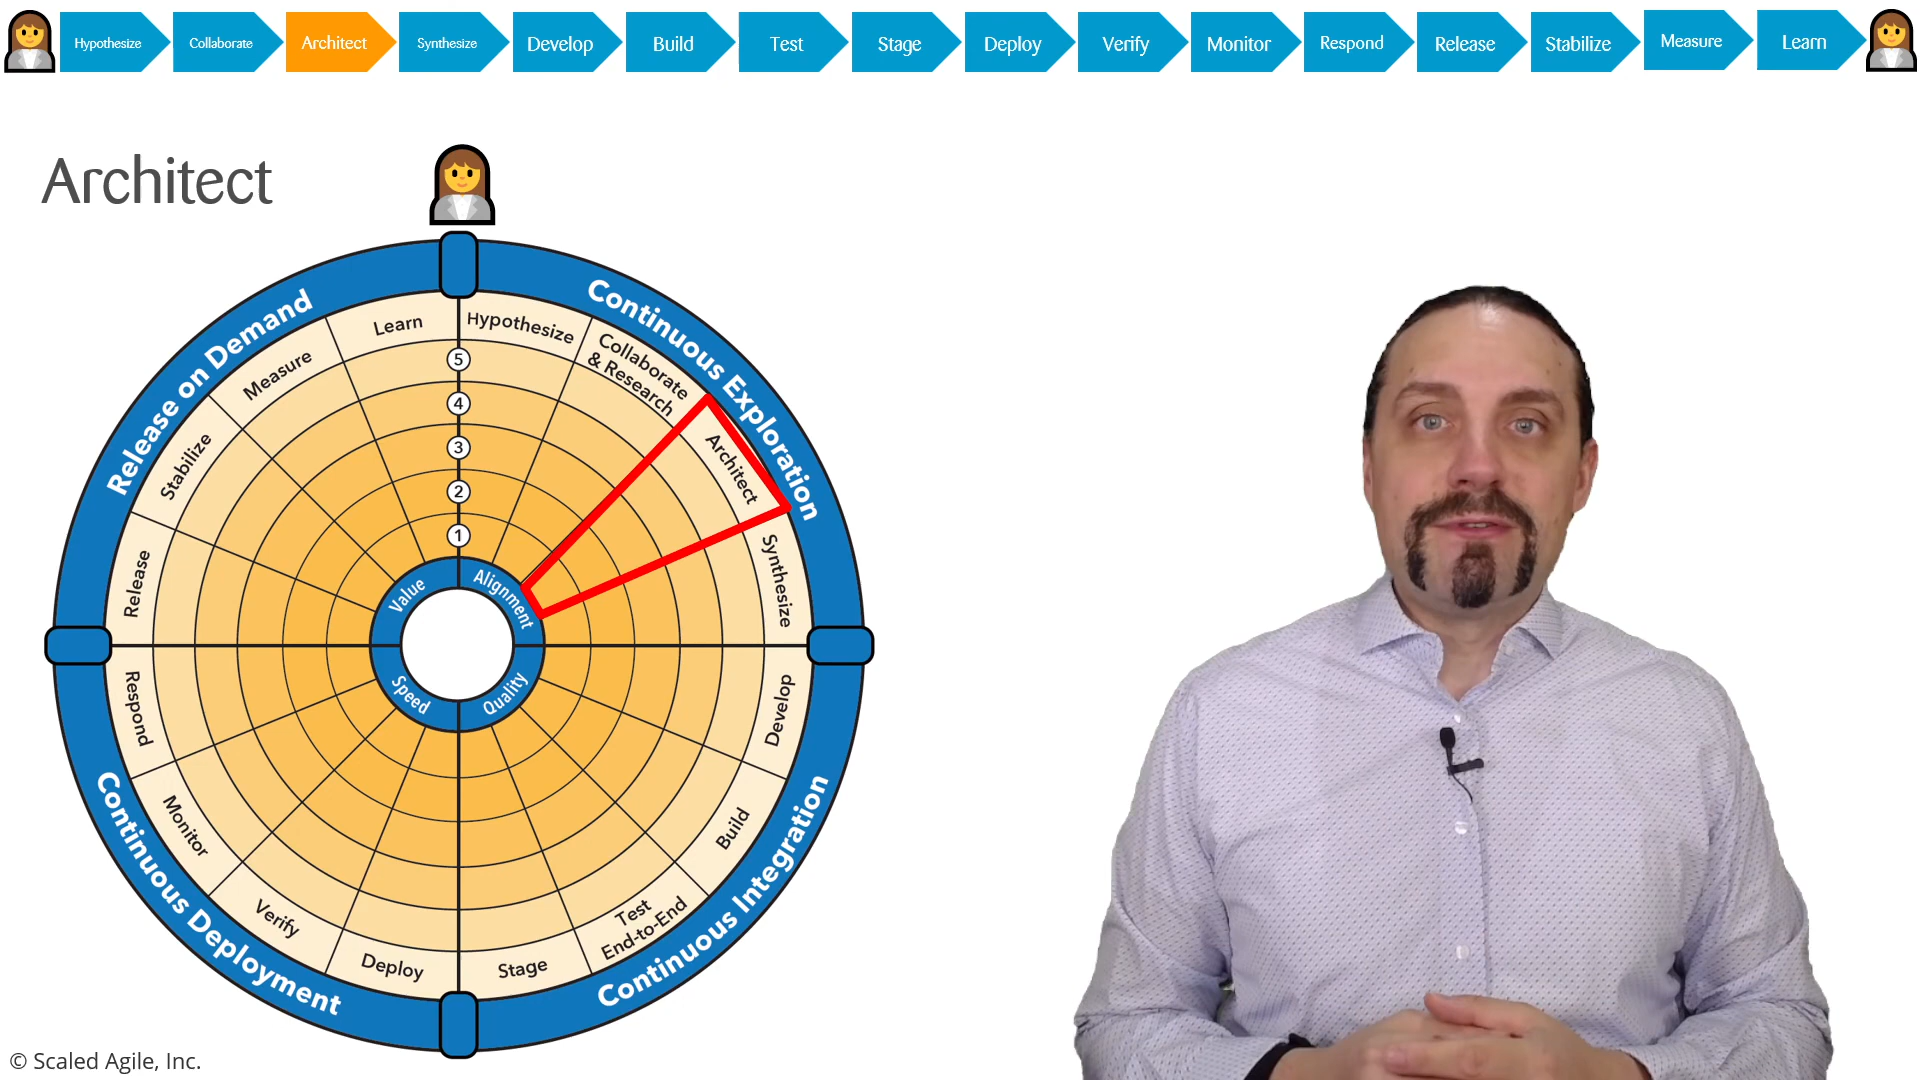 Hypothesize
Collaborate
Architect
Synthesize
Develop
Build
Test
Stage
Deploy
Verify
Monitor
Respond
Release
Stabilize
Measure
Learn
Architect
Continuous Exploration
Hypothesize
Collaborate
& Research
Architect
Synthesize
Continuous Integration
Develop
Build
Test
End-to-End
Stage
Continuous Deployment
Deploy
Verify
Monitor
Respond
Release on Demand
Release
Stabilize
Measure
Learn
5
4
3
2
1
Alignment
Quality
Speed
Value
© Scaled Agile, Inc.